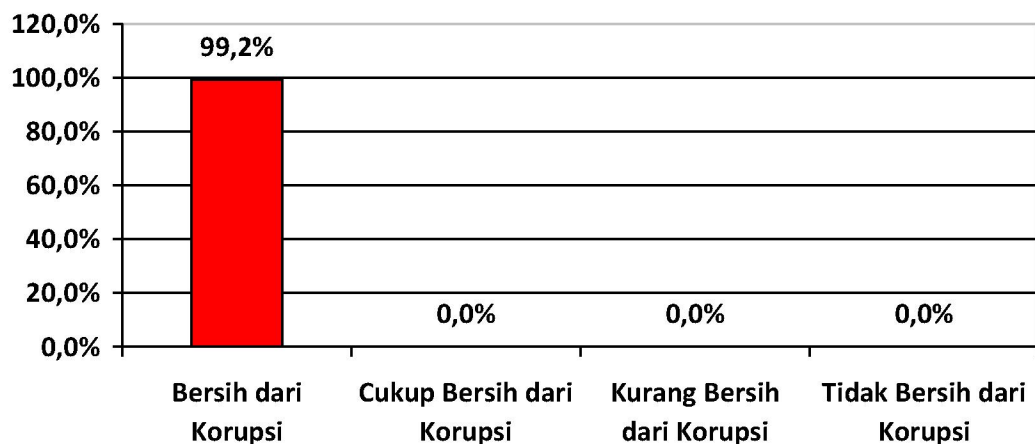 120,0%
99,2%
100,0%
80,0%
60,0%
40,0%
20,0%
0,0% 0,0% 0,0%
0,0%
Bersih dari Cukup Bersih dari Kurang Bersih Tidak Bersih dari
Korupsi Korupsi dari Korupsi Korupsi